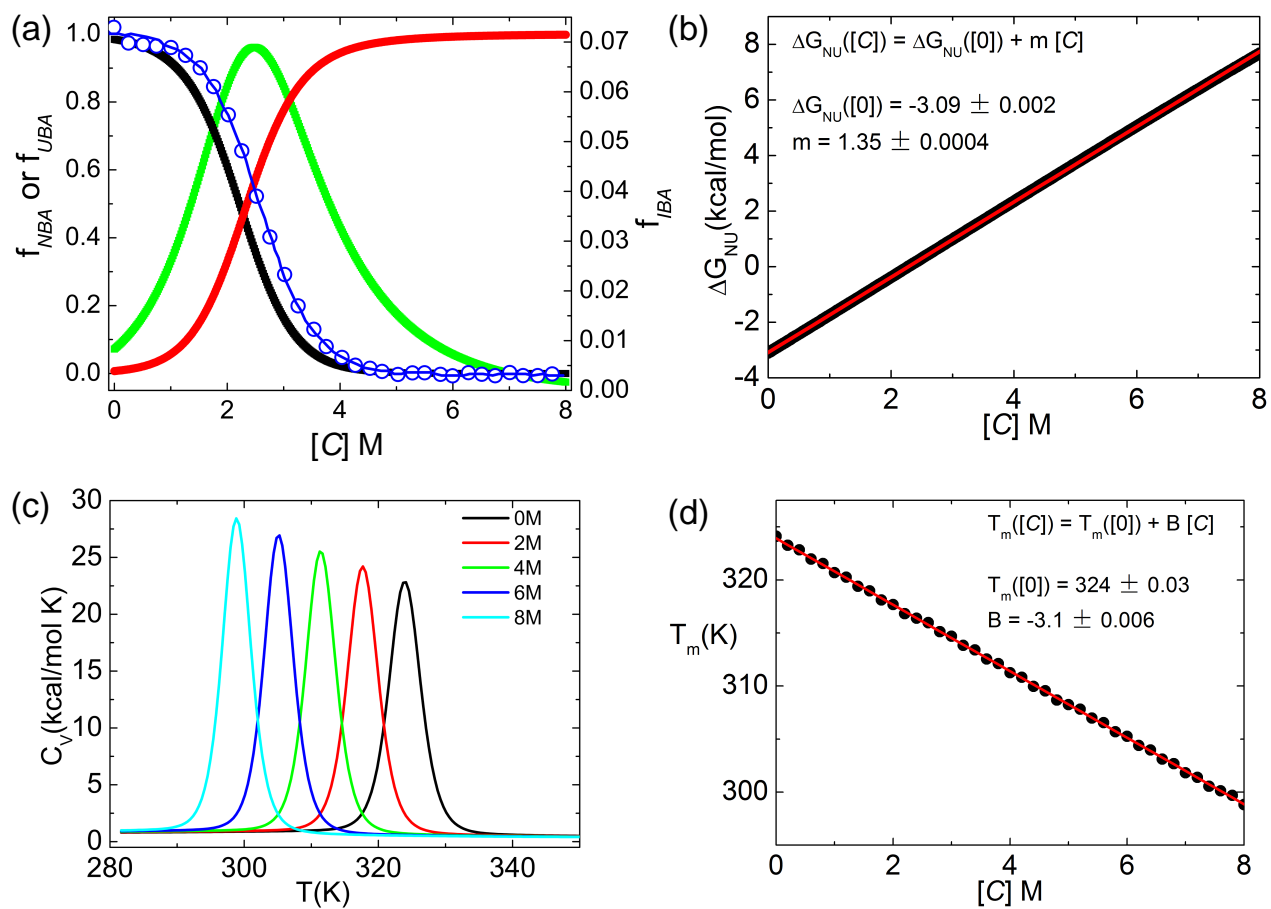 (a)
1.0
0.8
0.6
0.4
0.2
0.0
f_NBA or f_UBA
0.07
0.06
0.05
0.04
0.03
0.02
0.01
0.00
f_IBA
0 2 4 6 8
[C] M
(b)
ΔG_NU([C]) = ΔG_NU([0]) + m [C]
ΔG_NU([0]) = -3.09 ± 0.002
m = 1.35 ± 0.0004
8
6
4
2
0
-2
-4
ΔG_NU(kcal/mol)
0 2 4 6 8
[C] M
(c)
30
25
20
15
10
5
0
C_V(kcal/mol K)
0M
2M
4M
6M
8M
280 300 320 340
T(K)
(d)
T_m([C]) = T_m([0]) + B [C]
T_m([0]) = 324 ± 0.03
B = -3.1 ± 0.006
320
310
300
T_m(K)
0 2 4 6 8
[C] M